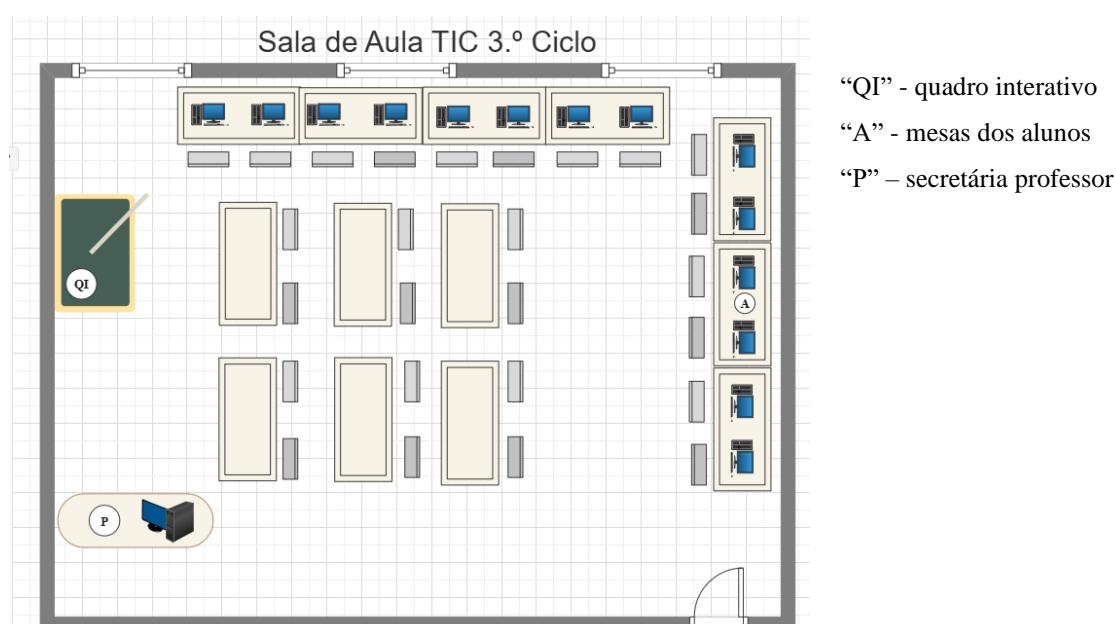 Sala de Aula TIC 3.º Ciclo
“QI” - quadro interativo
“A” - mesas dos alunos
“P” – secretária professor
QI
A
P